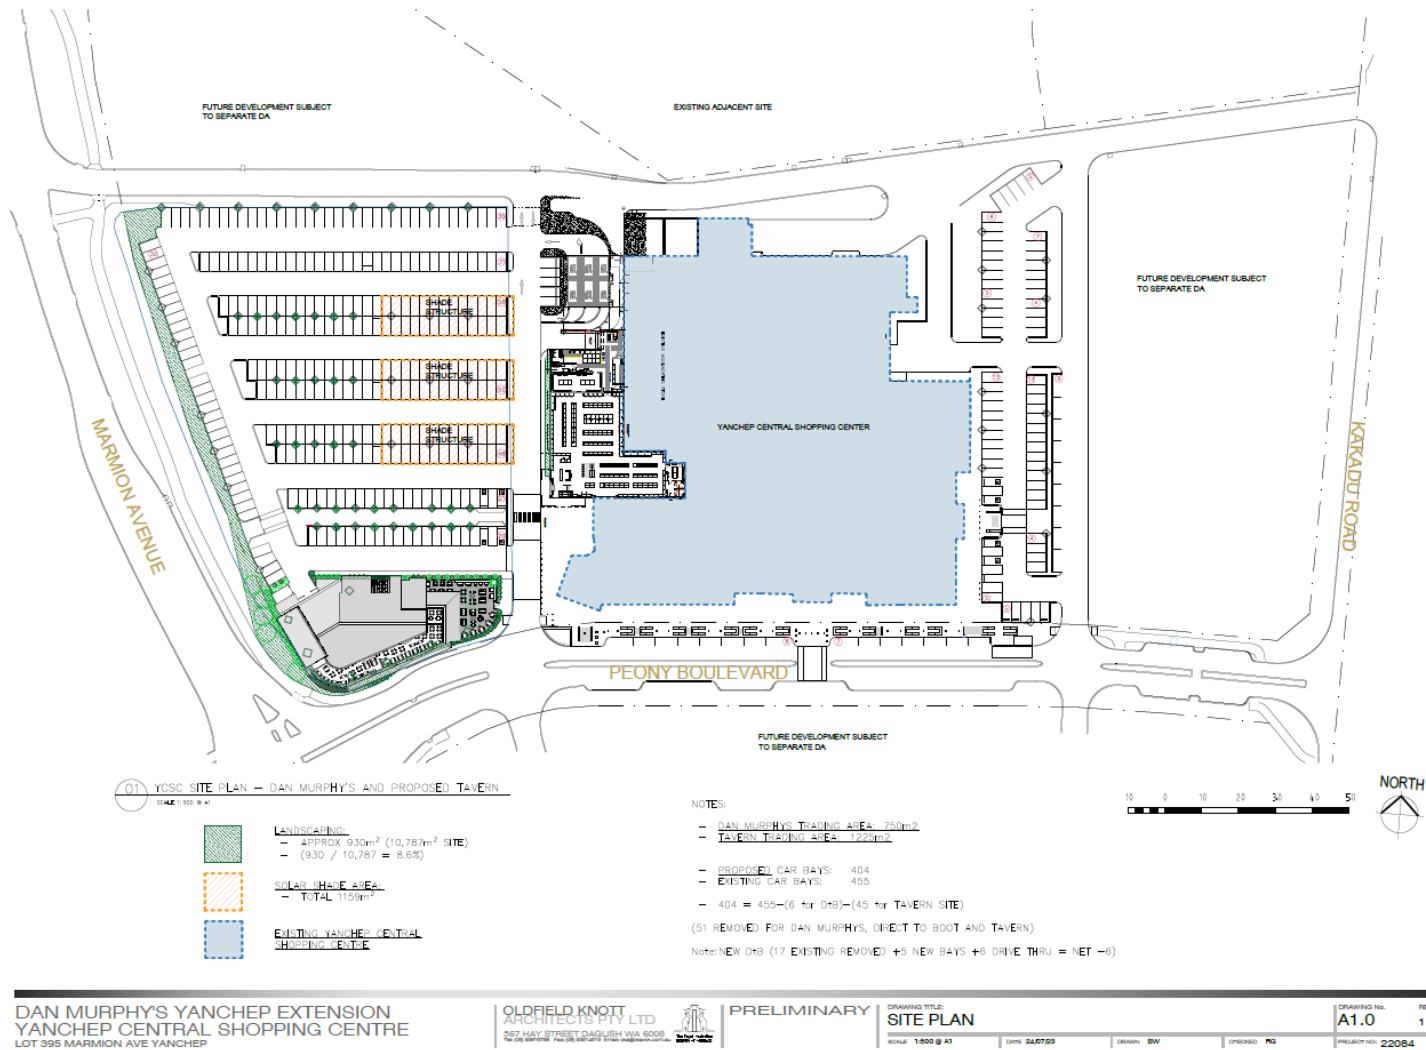 FUTURE DEVELOPMENT SUBJECT
TO SEPARATE DA
EXISTING ADJACENT SITE
FUTURE DEVELOPMENT SUBJECT
TO SEPARATE DA
SHADE
STRUCTURE
SHADE
STRUCTURE
SHADE
STRUCTURE
YANCHEP CENTRAL SHOPPING CENTER
MARMION AVENUE
KAKADU ROAD
PEONY BOULEVARD
FUTURE DEVELOPMENT SUBJECT
TO SEPARATE DA
01 YCSC SITE PLAN – DAN MURPHY'S AND PROPOSED TAVERN
SCALE 1:500 @ A1
LANDSCAPING:
– APPROX 930m² (10,787m² SITE)
– (930 / 10,787 = 8.6%)
SOLAR SHADE AREA:
– TOTAL 1159m²
EXISTING YANCHEP CENTRAL
SHOPPING CENTRE
NOTES:
– DAN MURPHYS TRADING AREA: 750m2
– TAVERN TRADING AREA: 1225m2
– PROPOSED CAR BAYS: 404
– EXISTING CAR BAYS: 455
– 404 = 455–(6 for DtB)–(45 for TAVERN SITE)
(51 REMOVED FOR DAN MURPHYS, DIRECT TO BOOT AND TAVERN)
Note: NEW DtB (17 EXISTING REMOVED +5 NEW BAYS +6 DRIVE THRU = NET –6)
10 0 10 20 30 40 50
NORTH
DAN MURPHY'S YANCHEP EXTENSION
YANCHEP CENTRAL SHOPPING CENTRE
LOT 395 MARMION AVE YANCHEP
OLDFIELD KNOTT
ARCHITECTS PTY LTD
567 HAY STREET DAGLISH WA 6008
PRELIMINARY
DRAWING TITLE:
SITE PLAN
SCALE 1:500 @ A1 DATE 24/07/23 DRAWN BW CHECKED RG
DRAWING No.
A1.0
PROJECT NO: 22084